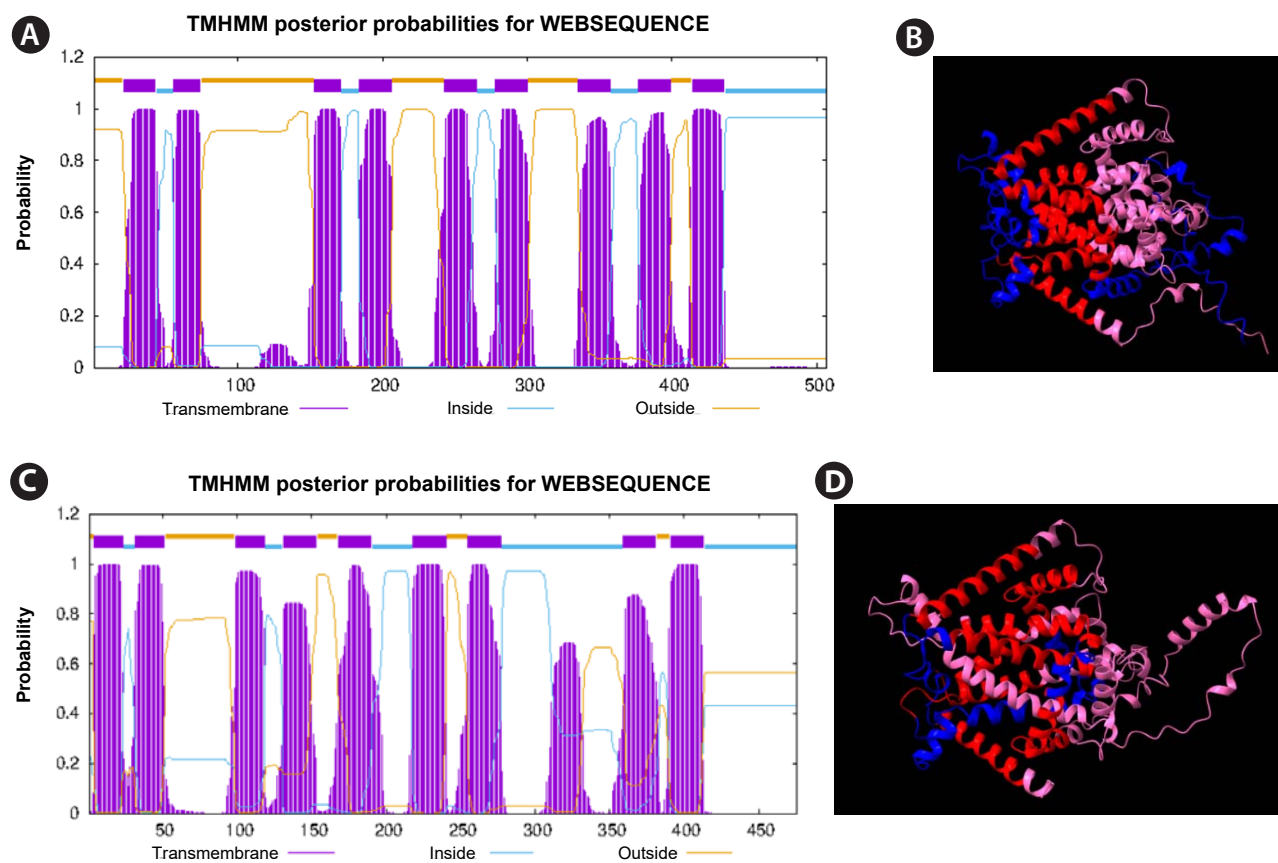 A
TMHMM posterior probabilities for WEBSEQUENCE
B
1.2
1
0.8
0.6
0.4
0.2
0
Probability
100
200
300
400
500
Transmembrane
Inside
Outside
C
TMHMM posterior probabilities for WEBSEQUENCE
D
1.2
1
0.8
0.6
0.4
0.2
0
Probability
50
100
150
200
250
300
350
400
450
Transmembrane
Inside
Outside